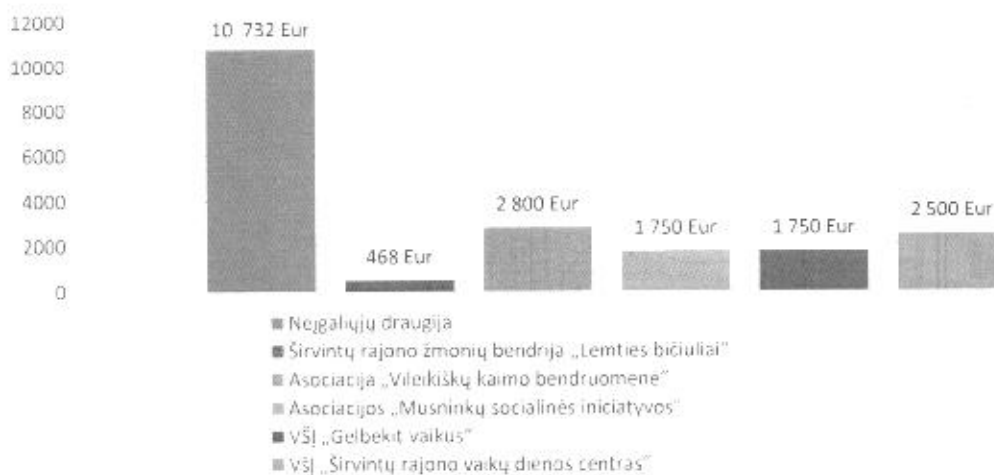 12000
10000
8000
6000
4000
2000
0
10 732 Eur
468 Eur
2 800 Eur
1 750 Eur
1 750 Eur
2 500 Eur
Neįgaliųjų draugija
Širvintų rajono žmonių bendrija „Lemties bičiuliai"
Asociacija „Vileikiškų kaimo bendruomenė"
Asociacijos „Musninkų socialinės iniciatyvos"
VŠĮ „Gelbėkit vaikus"
VšĮ „Širvintų rajono vaikų dienos centras"